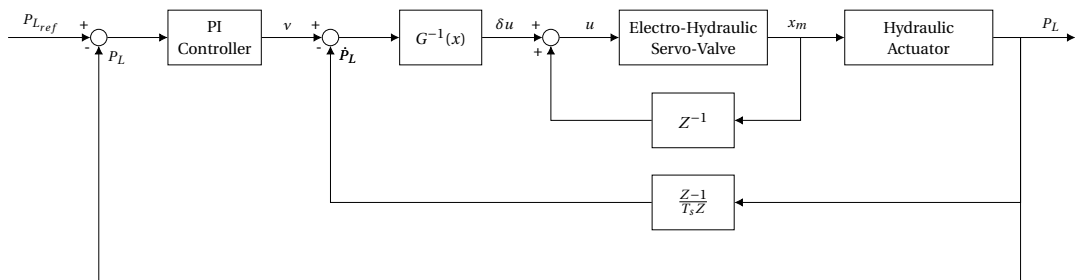 P_{L_{ref}}
+
-
P_L
PI
Controller
ν
+
-
Ṗ_L
G^{-1}(x)
δu
+
+
u
Electro-Hydraulic
Servo-Valve
x_m
Hydraulic
Actuator
P_L
Z^{-1}
Z−1
T_s Z